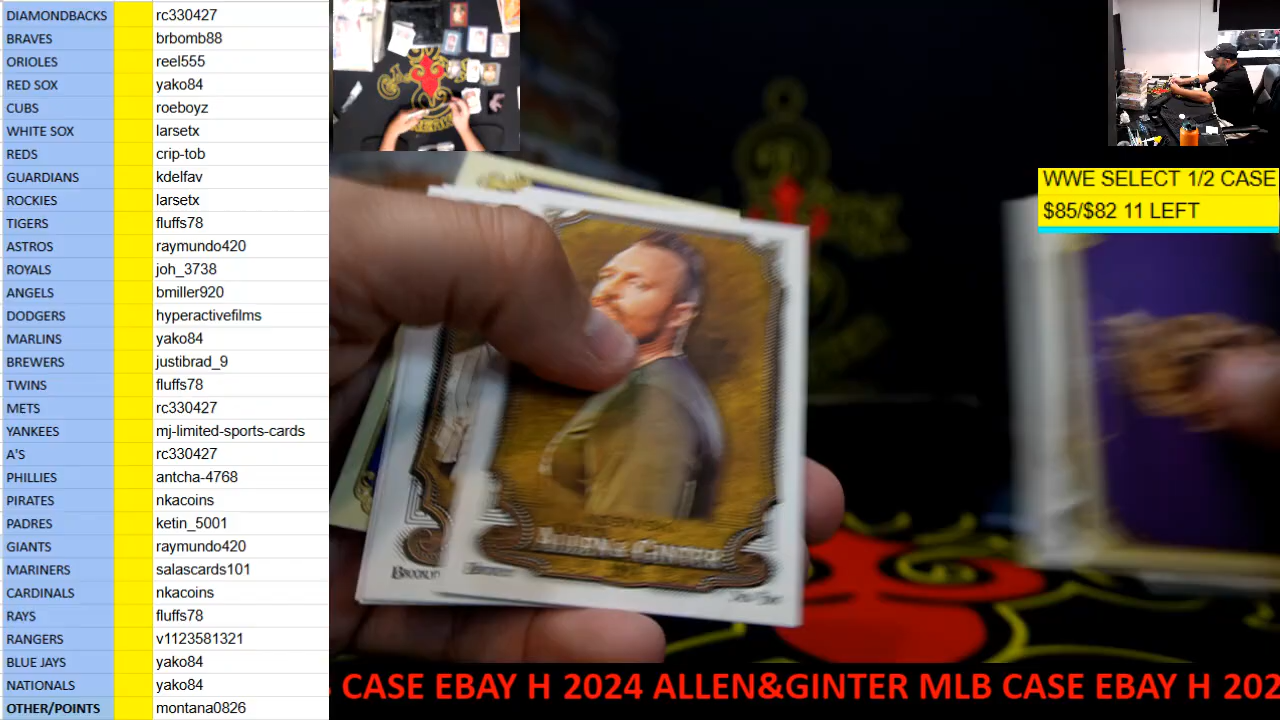 DIAMONDBACKS rc330427
BRAVES brbomb88
ORIOLES reel555
RED SOX yako84
CUBS roeboyz
WHITE SOX larsetx
REDS crip-tob
GUARDIANS kdelfav
ROCKIES larsetx
TIGERS fluffs78
ASTROS raymundo420
ROYALS joh_3738
ANGELS bmiller920
DODGERS hyperactivefilms
MARLINS yako84
BREWERS justibrad_9
TWINS fluffs78
METS rc330427
YANKEES mj-limited-sports-cards
A'S rc330427
PHILLIES antcha-4768
PIRATES nkacoins
PADRES ketin_5001
GIANTS raymundo420
MARINERS salascards101
CARDINALS nkacoins
RAYS fluffs78
RANGERS v1123581321
BLUE JAYS yako84
NATIONALS yako84
OTHER/POINTS montana0826
WWE SELECT 1/2 CASE
$85/$82 11 LEFT
Ginter
BROOKLYN
CASE EBAY H 2024 ALLEN&GINTER MLB CASE EBAY H 202